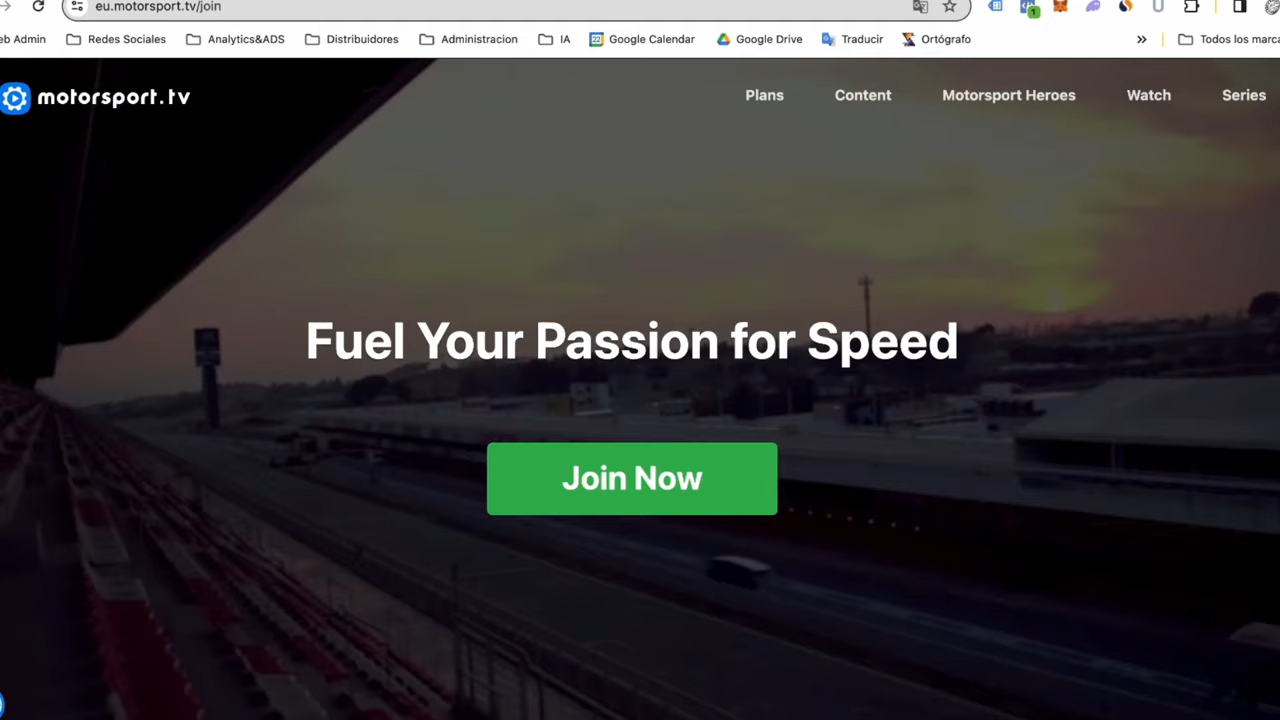 eu.motorsport.tv/join
eb Admin Redes Sociales Analytics&ADS Distribuidores Administracion IA Google Calendar Google Drive Traducir Ortógrafo » Todos los marca
motorsport.tv Plans Content Motorsport Heroes Watch Series
Fuel Your Passion for Speed
Join Now